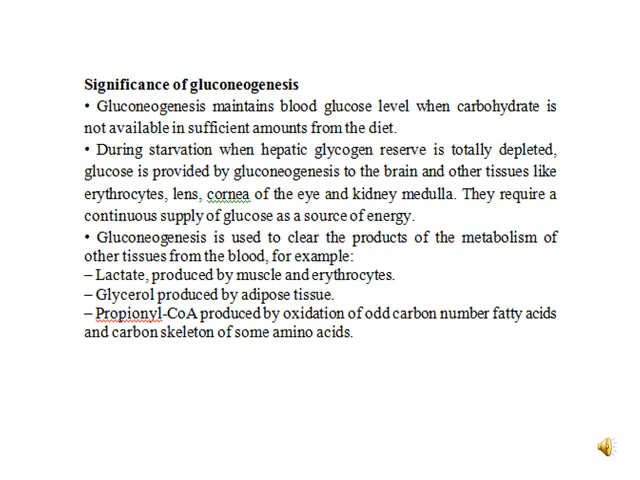 Significance of gluconeogenesis
• Gluconeogenesis maintains blood glucose level when carbohydrate is
not available in sufficient amounts from the diet.
• During starvation when hepatic glycogen reserve is totally depleted,
glucose is provided by gluconeogenesis to the brain and other tissues like
erythrocytes, lens, cornea of the eye and kidney medulla. They require a
continuous supply of glucose as a source of energy.
• Gluconeogenesis is used to clear the products of the metabolism of
other tissues from the blood, for example:
– Lactate, produced by muscle and erythrocytes.
– Glycerol produced by adipose tissue.
– Propionyl-CoA produced by oxidation of odd carbon number fatty acids
and carbon skeleton of some amino acids.